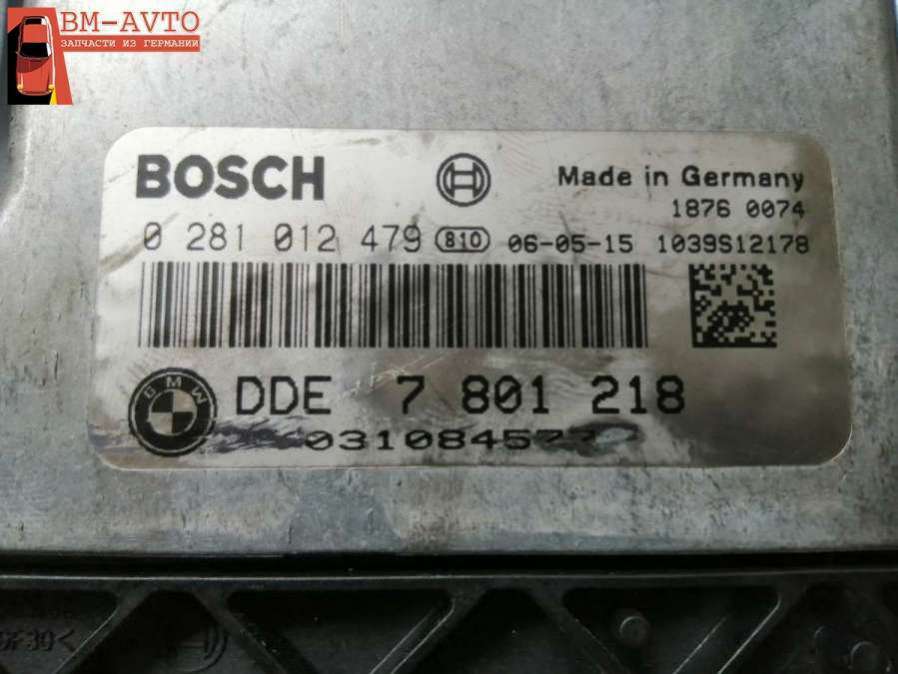 ВМ-AVTO
ЗАПЧАСТИ ИЗ ГЕРМАНИИ
BOSCH
Made in Germany
1876 0074
0 281 012 479 810 06-05-15 1039S12178
BMW
DDE 7 801 218
031084577